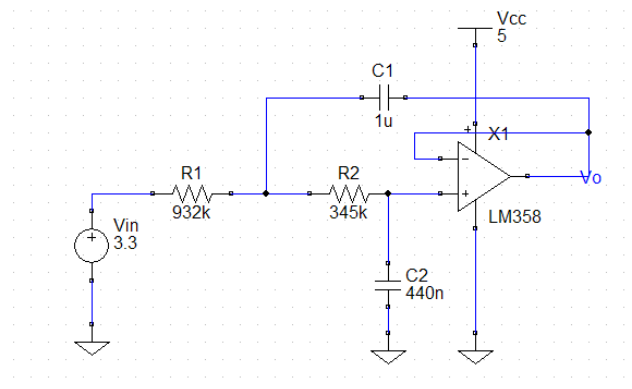 Vcc
5
C1
1u
+
X1
R1
932k
R2
345k
−
+
Vo
LM358
Vin
3.3
+
C2
440n